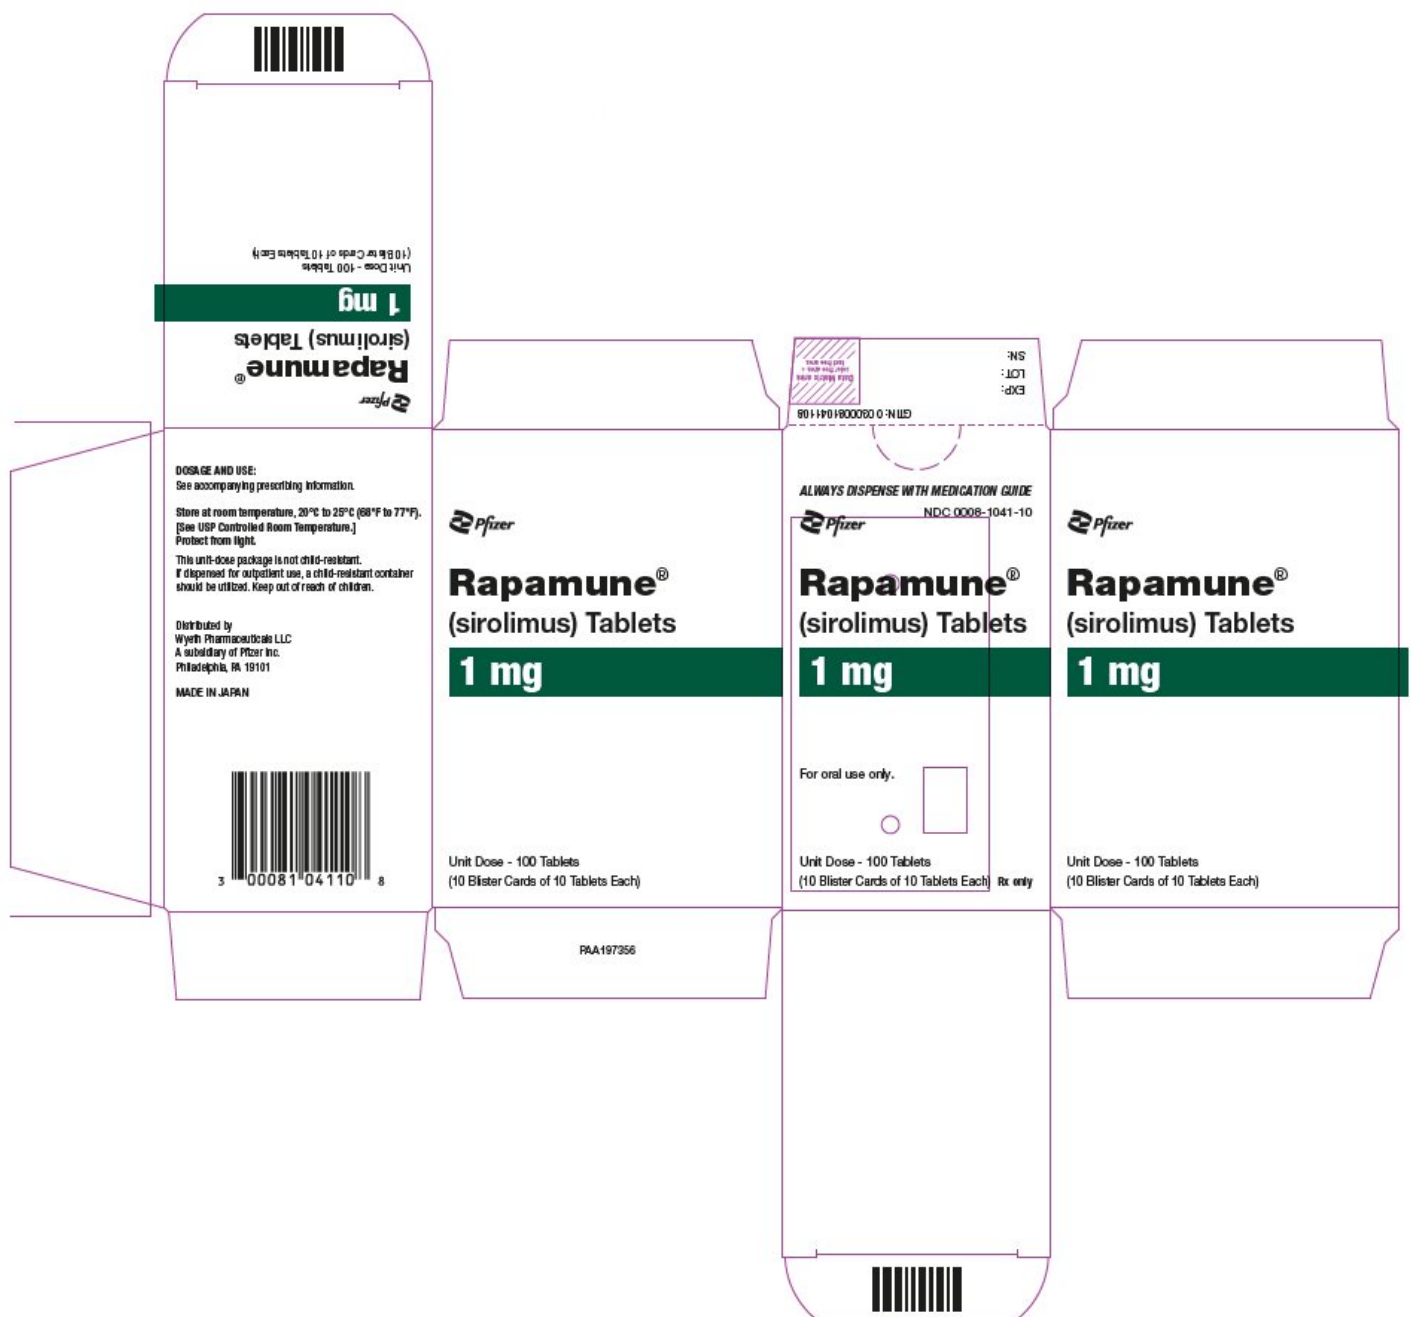 (10 Blister Cards of 10 Tablets Each)
Unit Dose - 100 Tablets
1 mg
(sirolimus) Tablets
Rapamune®
Pfizer
DOSAGE AND USE:
See accompanying prescribing information.
Store at room temperature, 20°C to 25°C (68°F to 77°F).
[See USP Controlled Room Temperature.]
Protect from light.
This unit-dose package is not child-resistant.
If dispensed for outpatient use, a child-resistant container
should be utilized. Keep out of reach of children.
Distributed by
Wyeth Pharmaceuticals LLC
A subsidiary of Pfizer Inc.
Philadelphia, PA 19101
MADE IN JAPAN
3 00081 04110 8
Pfizer
Rapamune®
(sirolimus) Tablets
1 mg
Unit Dose - 100 Tablets
(10 Blister Cards of 10 Tablets Each)
PAA197356
SN:
LOT:
EXP:
Data Matrix area
GTIN: 0 0300081041108
ALWAYS DISPENSE WITH MEDICATION GUIDE
NDC 0008-1041-10
Pfizer
Rapamune®
(sirolimus) Tablets
1 mg
For oral use only.
Unit Dose - 100 Tablets
(10 Blister Cards of 10 Tablets Each) Rx only
Pfizer
Rapamune®
(sirolimus) Tablets
1 mg
Unit Dose - 100 Tablets
(10 Blister Cards of 10 Tablets Each)